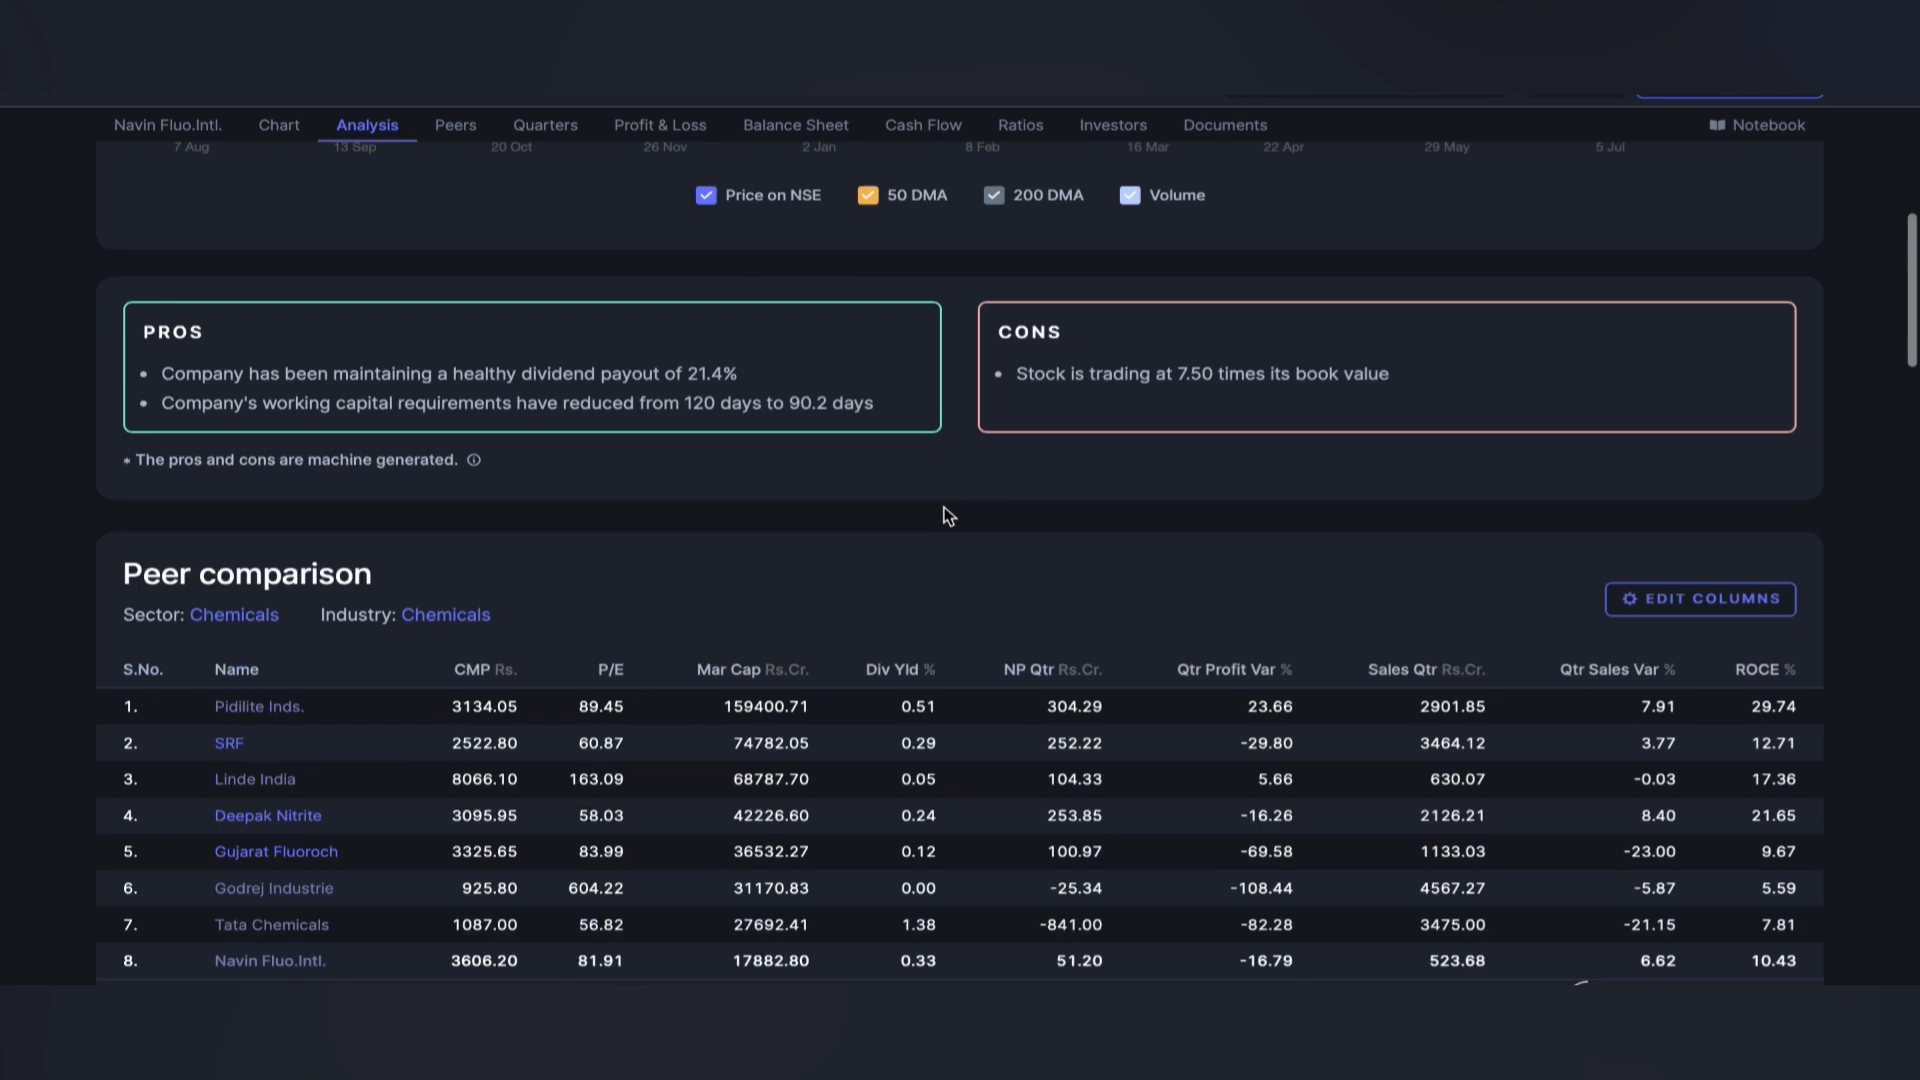 Navin Fluo.Intl. Chart Analysis Peers Quarters Profit & Loss Balance Sheet Cash Flow Ratios Investors Documents Notebook
7 Aug 13 Sep 20 Oct 26 Nov 2 Jan 8 Feb 16 Mar 22 Apr 29 May 5 Jul
Price on NSE 50 DMA 200 DMA Volume
PROS
• Company has been maintaining a healthy dividend payout of 21.4%
• Company's working capital requirements have reduced from 120 days to 90.2 days
CONS
• Stock is trading at 7.50 times its book value
* The pros and cons are machine generated.
Peer comparison
Sector: Chemicals Industry: Chemicals
EDIT COLUMNS
S.No. Name CMP Rs. P/E Mar Cap Rs.Cr. Div Yld % NP Qtr Rs.Cr. Qtr Profit Var % Sales Qtr Rs.Cr. Qtr Sales Var % ROCE %
1. Pidilite Inds. 3134.05 89.45 159400.71 0.51 304.29 23.66 2901.85 7.91 29.74
2. SRF 2522.80 60.87 74782.05 0.29 252.22 -29.80 3464.12 3.77 12.71
3. Linde India 8066.10 163.09 68787.70 0.05 104.33 5.66 630.07 -0.03 17.36
4. Deepak Nitrite 3095.95 58.03 42226.60 0.24 253.85 -16.26 2126.21 8.40 21.65
5. Gujarat Fluoroch 3325.65 83.99 36532.27 0.12 100.97 -69.58 1133.03 -23.00 9.67
6. Godrej Industrie 925.80 604.22 31170.83 0.00 -25.34 -108.44 4567.27 -5.87 5.59
7. Tata Chemicals 1087.00 56.82 27692.41 1.38 -841.00 -82.28 3475.00 -21.15 7.81
8. Navin Fluo.Intl. 3606.20 81.91 17882.80 0.33 51.20 -16.79 523.68 6.62 10.43